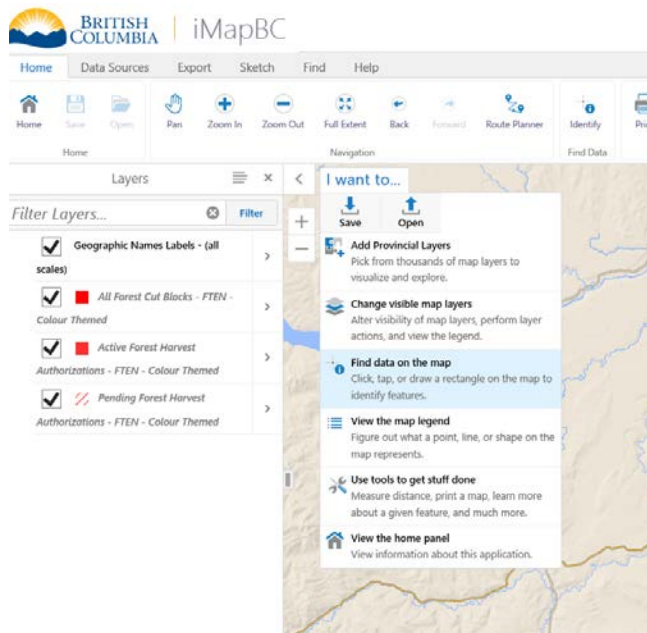 BRITISH
COLUMBIA
iMapBC
Home Data Sources Export Sketch Find Help
Home Save Open Pan Zoom In Zoom Out Full Extent Back Forward Route Planner Identify
Home Navigation Find Data
Layers
I want to...
Filter Layers... Filter
Save Open
Geographic Names Labels - (all
scales)
All Forest Cut Blocks - FTEN -
Colour Themed
Active Forest Harvest
Authorizations - FTEN - Colour Themed
Pending Forest Harvest
Authorizations - FTEN - Colour Themed
Add Provincial Layers
Pick from thousands of map layers to
visualize and explore.
Change visible map layers
Alter visibility of map layers, perform layer
actions, and view the legend.
Find data on the map
Click, tap, or draw a rectangle on the map to
identify features.
View the map legend
Figure out what a point, line, or shape on the
map represents.
Use tools to get stuff done
Measure distance, print a map, learn more
about a given feature, and much more.
View the home panel
View information about this application.